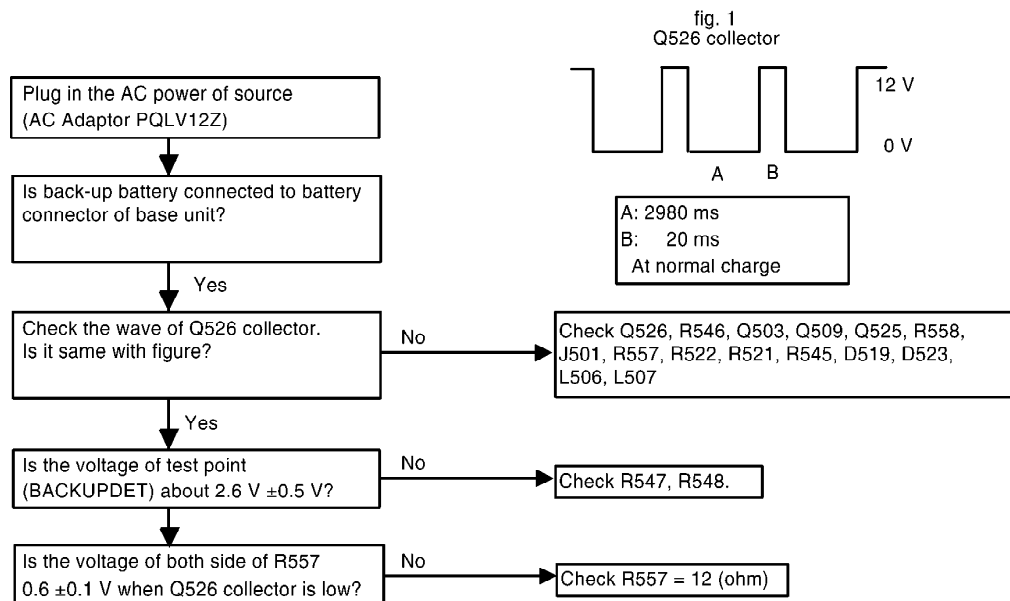 fig. 1
Q526 collector
12 V
0 V
A B
A: 2980 ms
B: 20 ms
At normal charge
Plug in the AC power of source
(AC Adaptor PQLV12Z)
Is back-up battery connected to battery
connector of base unit?
Yes
Check the wave of Q526 collector.
Is it same with figure?
No
Check Q526, R546, Q503, Q509, Q525, R558,
J501, R557, R522, R521, R545, D519, D523,
L506, L507
Yes
Is the voltage of test point
(BACKUPDET) about 2.6 V ±0.5 V?
No
Check R547, R548.
Is the voltage of both side of R557
0.6 ±0.1 V when Q526 collector is low?
No
Check R557 = 12 (ohm)